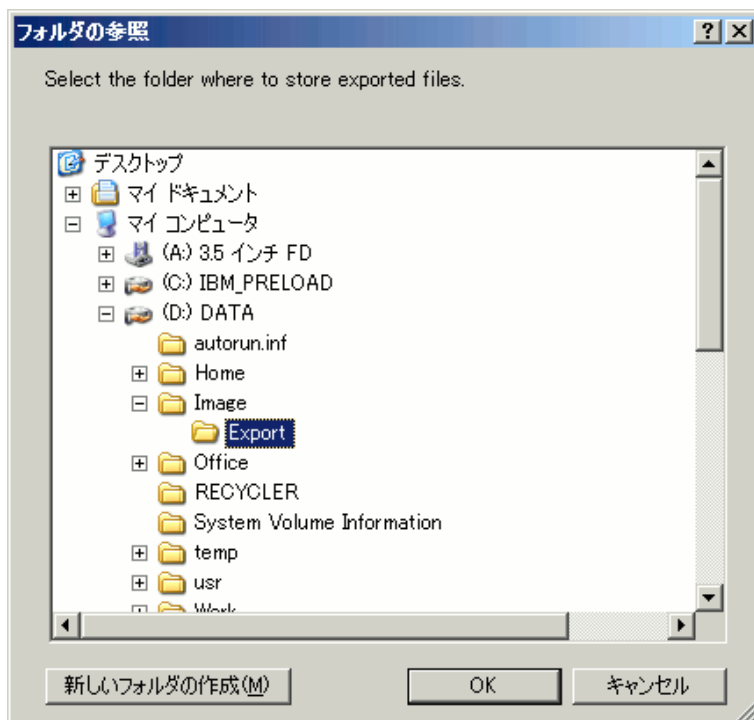 フォルダの参照
Select the folder where to store exported files.
デスクトップ
マイ ドキュメント
マイ コンピュータ
(A:) 3.5 インチ FD
(C:) IBM_PRELOAD
(D:) DATA
autorun.inf
Home
Image
Export
Office
RECYCLER
System Volume Information
temp
usr
Work
新しいフォルダの作成(M) OK キャンセル